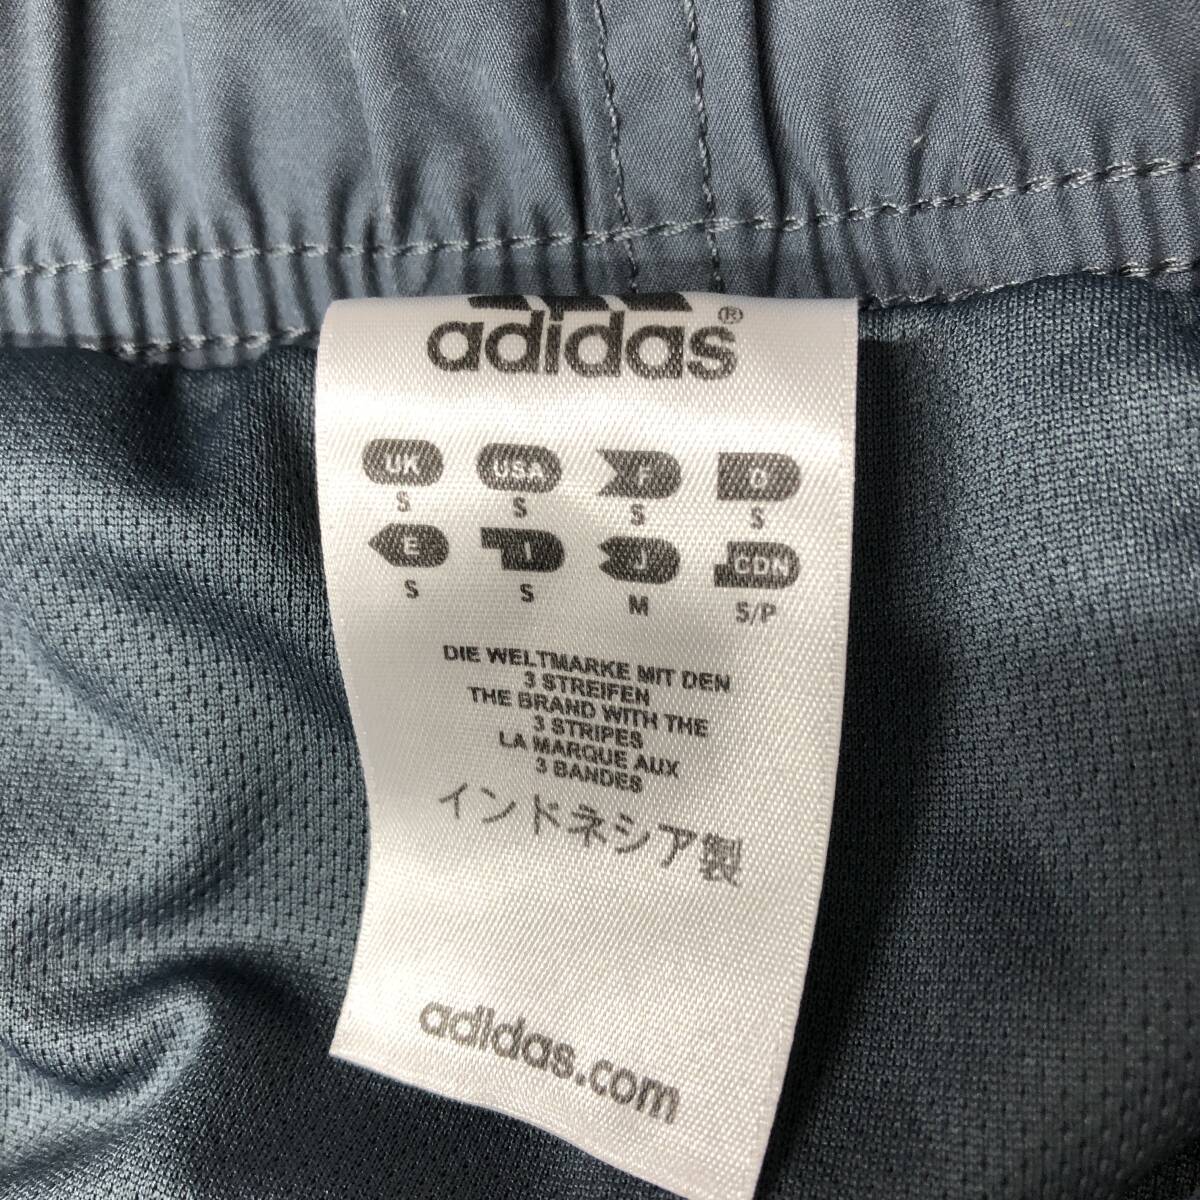 adidas®
UK USA F D
S S S S
E I J CDN
S S M S/P
DIE WELTMARKE MIT DEN
3 STREIFEN
THE BRAND WITH THE
3 STRIPES
LA MARQUE AUX
3 BANDES
インドネシア製
adidas.com